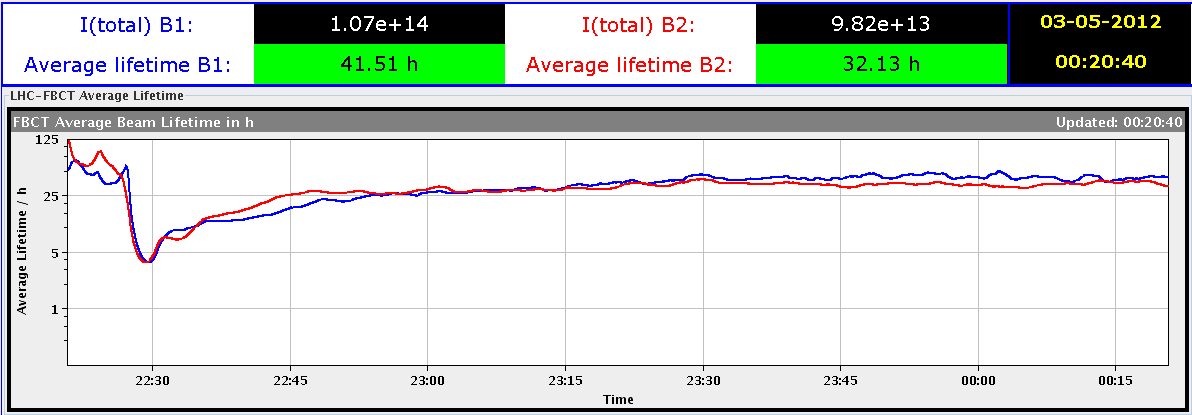 I(total) B1: 1.07e+14 I(total) B2: 9.82e+13 03-05-2012
Average lifetime B1: 41.51 h Average lifetime B2: 32.13 h 00:20:40
LHC-FBCT Average Lifetime
FBCT Average Beam Lifetime in h Updated: 00:20:40
125
25
5
1
Average Lifetime / h
22:30 22:45 23:00 23:15 23:30 23:45 00:00 00:15
Time